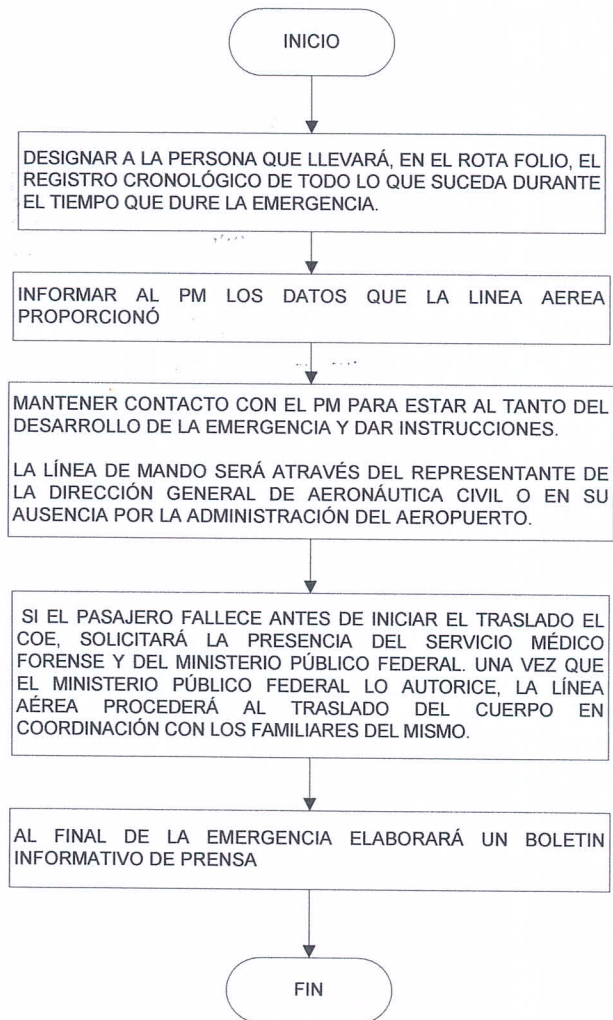 INICIO
DESIGNAR A LA PERSONA QUE LLEVARÁ, EN EL ROTA FOLIO, EL
REGISTRO CRONOLÓGICO DE TODO LO QUE SUCEDA DURANTE
EL TIEMPO QUE DURE LA EMERGENCIA.
INFORMAR AL PM LOS DATOS QUE LA LINEA AEREA
PROPORCIONÓ
MANTENER CONTACTO CON EL PM PARA ESTAR AL TANTO DEL
DESARROLLO DE LA EMERGENCIA Y DAR INSTRUCCIONES.
LA LÍNEA DE MANDO SERÁ ATRAVÉS DEL REPRESENTANTE DE
LA DIRECCIÓN GENERAL DE AERONÁUTICA CIVIL O EN SU
AUSENCIA POR LA ADMINISTRACIÓN DEL AEROPUERTO.
SI EL PASAJERO FALLECE ANTES DE INICIAR EL TRASLADO EL
COE, SOLICITARÁ LA PRESENCIA DEL SERVICIO MÉDICO
FORENSE Y DEL MINISTERIO PÚBLICO FEDERAL. UNA VEZ QUE
EL MINISTERIO PÚBLICO FEDERAL LO AUTORICE, LA LÍNEA
AÉREA PROCEDERÁ AL TRASLADO DEL CUERPO EN
COORDINACIÓN CON LOS FAMILIARES DEL MISMO.
AL FINAL DE LA EMERGENCIA ELABORARÁ UN BOLETIN
INFORMATIVO DE PRENSA
FIN